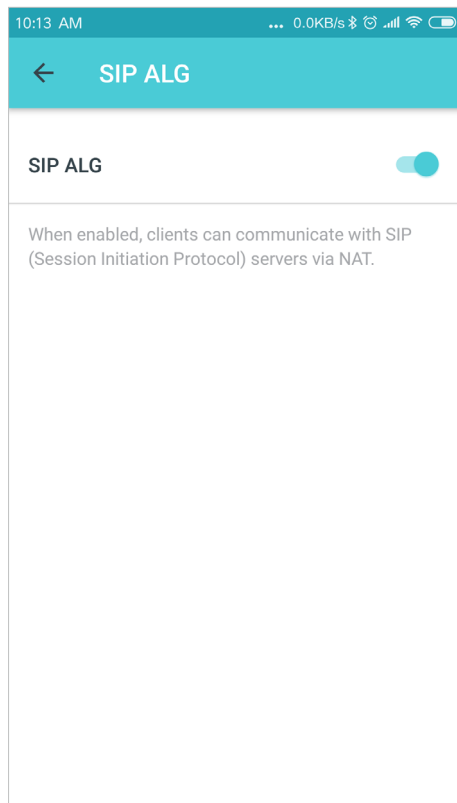 10:13 AM ... 0.0KB/s
SIP ALG
SIP ALG
When enabled, clients can communicate with SIP
(Session Initiation Protocol) servers via NAT.